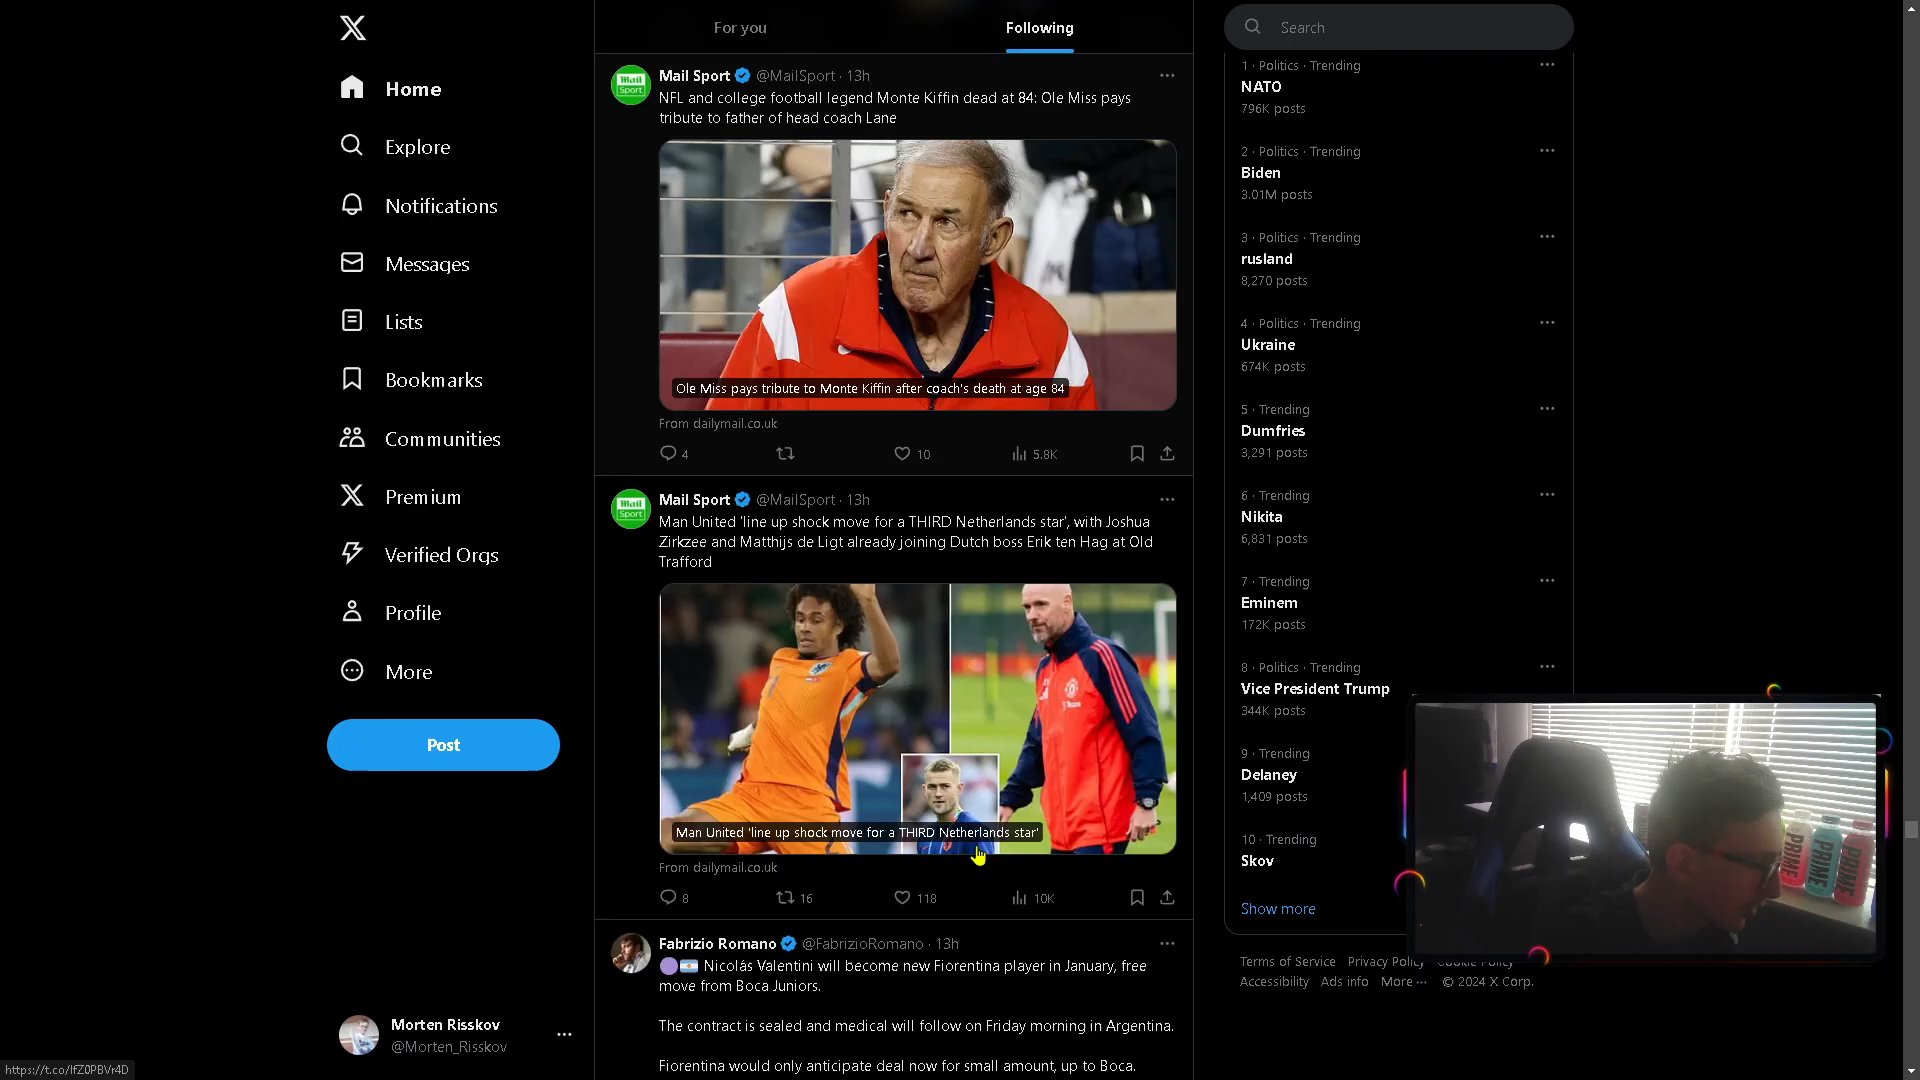 Home
Explore
Notifications
Messages
Lists
Bookmarks
Communities
Premium
Verified Orgs
Profile
More
Post
Morten Risskov
@Morten_Risskov
https://t.co/lfZ0PBVr4D
For you
Following
Mail Sport @MailSport · 13h
NFL and college football legend Monte Kiffin dead at 84: Ole Miss pays
tribute to father of head coach Lane
Ole Miss pays tribute to Monte Kiffin after coach's death at age 84
From dailymail.co.uk
4
10
5.8K
Mail Sport @MailSport · 13h
Man United 'line up shock move for a THIRD Netherlands star', with Joshua
Zirkzee and Matthijs de Ligt already joining Dutch boss Erik ten Hag at Old
Trafford
Man United 'line up shock move for a THIRD Netherlands star'
From dailymail.co.uk
8
16
118
10K
Fabrizio Romano @FabrizioRomano · 13h
Nicolás Valentini will become new Fiorentina player in January, free
move from Boca Juniors.
The contract is sealed and medical will follow on Friday morning in Argentina.
Fiorentina would only anticipate deal now for small amount, up to Boca.
Search
1 · Politics · Trending
NATO
796K posts
2 · Politics · Trending
Biden
3.01M posts
3 · Politics · Trending
rusland
8,270 posts
4 · Politics · Trending
Ukraine
674K posts
5 · Trending
Dumfries
3,291 posts
6 · Trending
Nikita
6,831 posts
7 · Trending
Eminem
172K posts
8 · Politics · Trending
Vice President Trump
344K posts
9 · Trending
Delaney
1,409 posts
10 · Trending
Skov
Show more
Terms of Service Privacy Policy Cookie Policy
Accessibility Ads info More ··· © 2024 X Corp.
PRIME
PRIME
PRIME
Mail Sport
Mail Sport